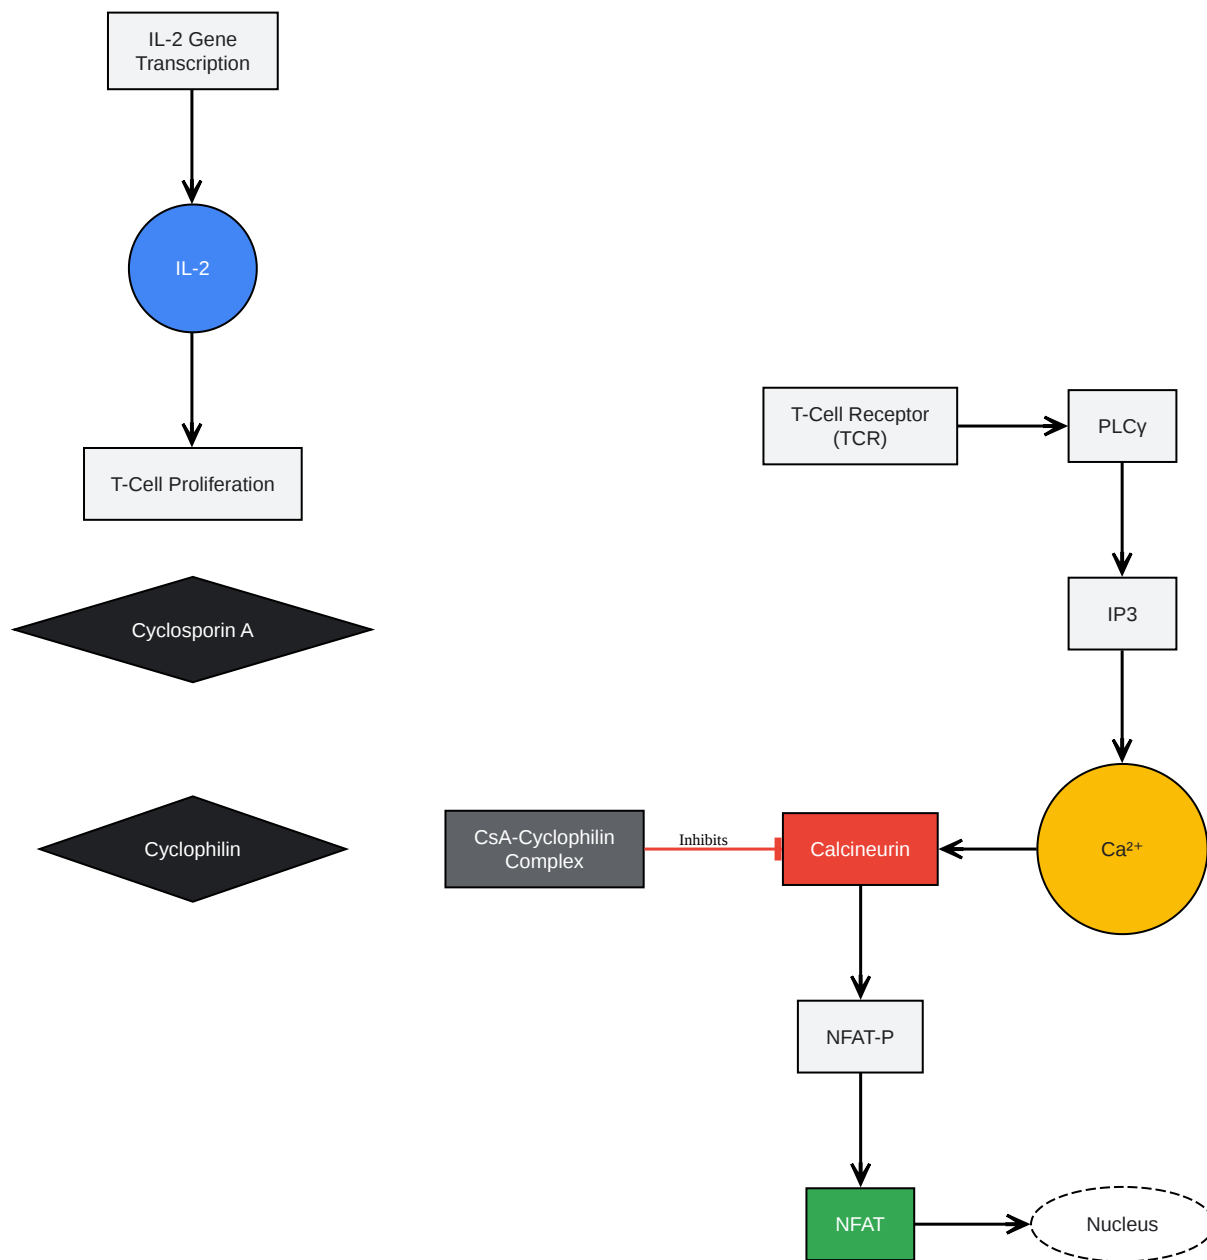 IL-2 Gene
Transcription
IL-2
T-Cell Proliferation
T-Cell Receptor
(TCR)
PLCγ
IP3
Cyclosporin A
Cyclophilin
CsA-Cyclophilin
Complex
Inhibits
Calcineurin
Ca²⁺
NFAT-P
NFAT
Nucleus